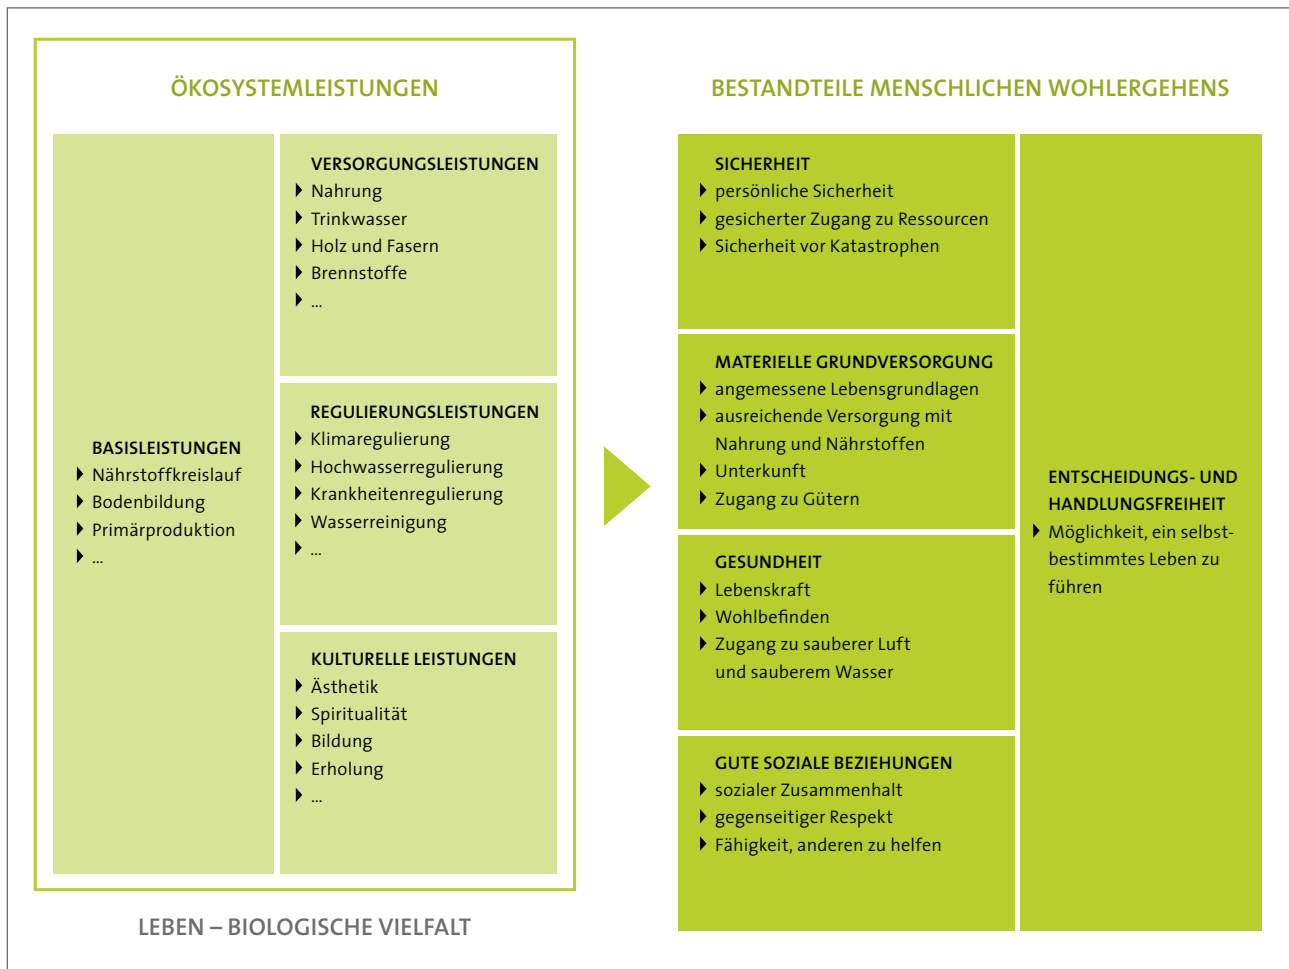 ÖKOSYSTEMLEISTUNGEN
BASISLEISTUNGEN
Nährstoffkreislauf
Bodenbildung
Primärproduktion
...
VERSORGUNGSLEISTUNGEN
Nahrung
Trinkwasser
Holz und Fasern
Brennstoffe
...
REGULIERUNGSLEISTUNGEN
Klimaregulierung
Hochwasserregulierung
Krankheitenregulierung
Wasserreinigung
...
KULTURELLE LEISTUNGEN
Ästhetik
Spiritualität
Bildung
Erholung
...
LEBEN – BIOLOGISCHE VIELFALT
BESTANDTEILE MENSCHLICHEN WOHLERGEHENS
SICHERHEIT
persönliche Sicherheit
gesicherter Zugang zu Ressourcen
Sicherheit vor Katastrophen
MATERIELLE GRUNDVERSORGUNG
angemessene Lebensgrundlagen
ausreichende Versorgung mit
Nahrung und Nährstoffen
Unterkunft
Zugang zu Gütern
GESUNDHEIT
Lebenskraft
Wohlbefinden
Zugang zu sauberer Luft
und sauberem Wasser
GUTE SOZIALE BEZIEHUNGEN
sozialer Zusammenhalt
gegenseitiger Respekt
Fähigkeit, anderen zu helfen
ENTSCHEIDUNGS- UND
HANDLUNGSFREIHEIT
Möglichkeit, ein selbst-
bestimmtes Leben zu
führen